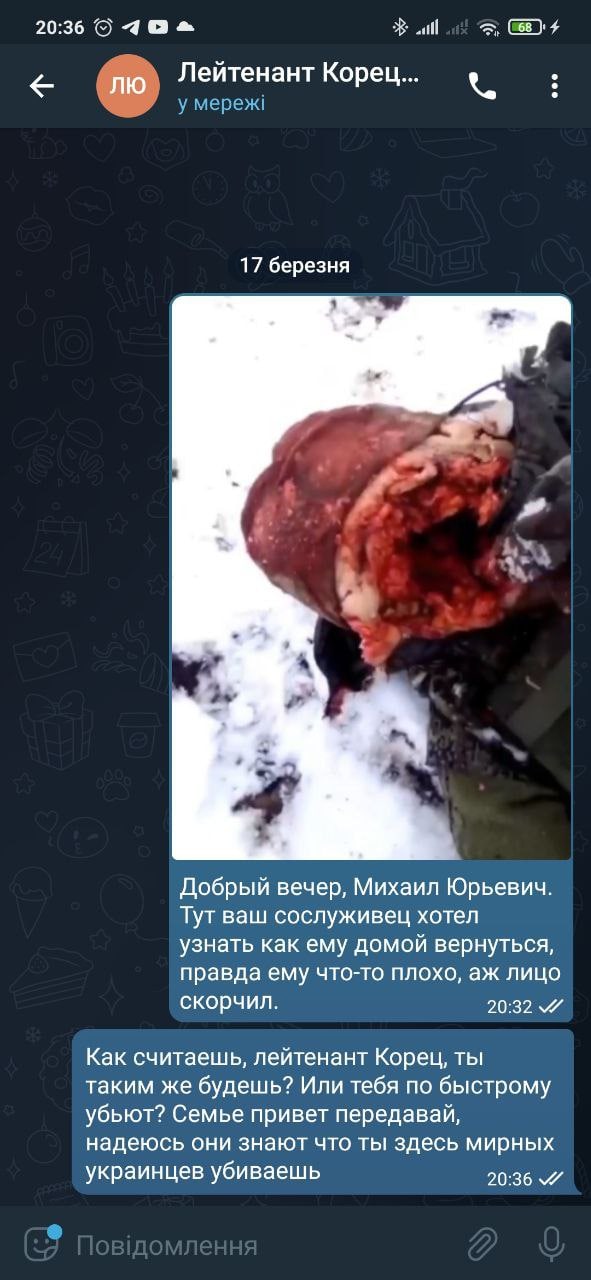 20:36
68
ЛЮ
Лейтенант Корец...
у мережі
17 березня
Добрый вечер, Михаил Юрьевич.
Тут ваш сослуживец хотел
узнать как ему домой вернуться,
правда ему что-то плохо, аж лицо
скорчил.
20:32
Как считаешь, лейтенант Корец, ты
таким же будешь? Или тебя по быстрому
убьют? Семье привет передавай,
надеюсь они знают что ты здесь мирных
украинцев убиваешь
20:36
Повідомлення